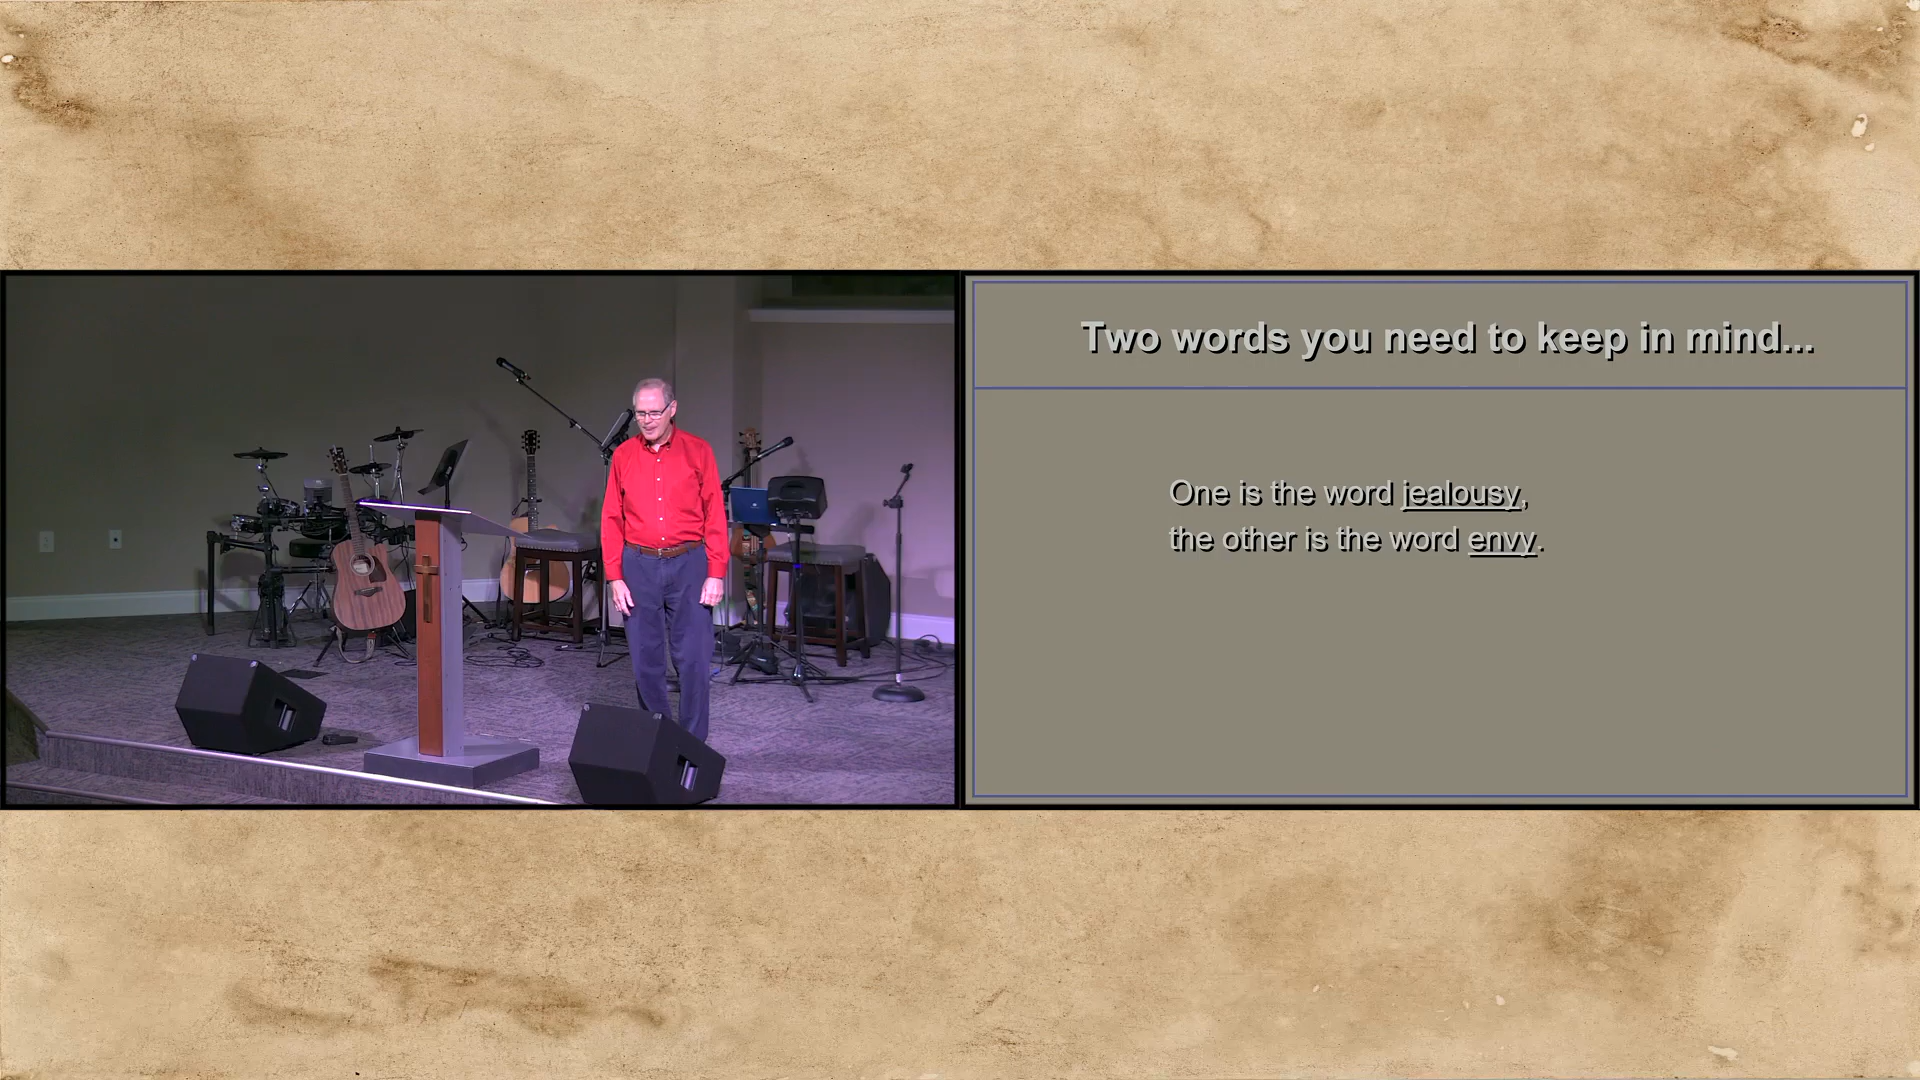 Two words you need to keep in mind...
One is the word jealousy,
the other is the word envy.